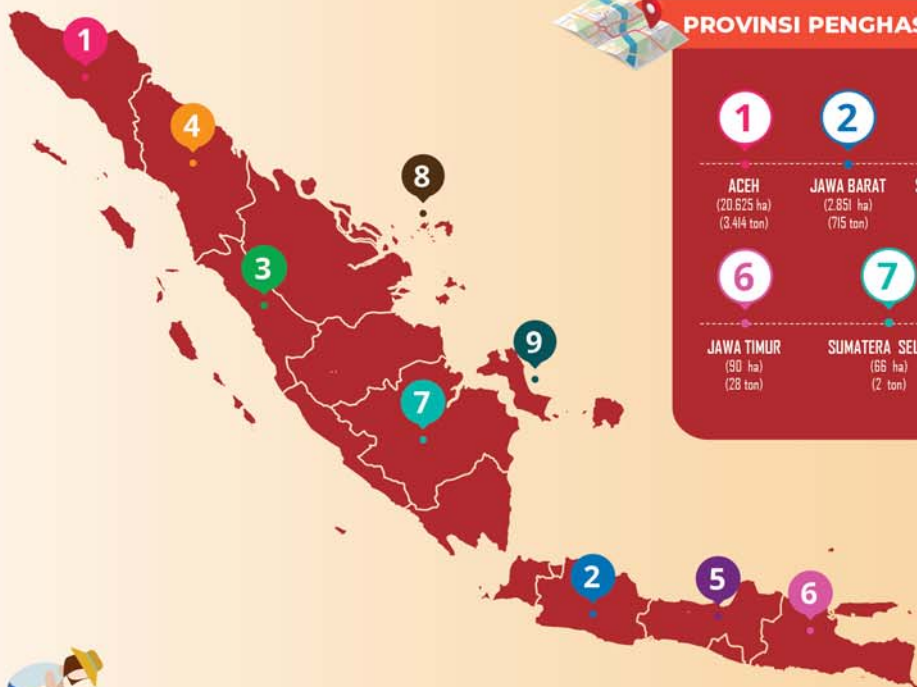 PROVINSI PENGHAS
1
2
ACEH
(20.625 ha)
(3.414 ton)
JAWA BARAT
(2.851 ha)
(715 ton)
6
7
JAWA TIMUR
(90 ha)
(28 ton)
SUMATERA SEL
(66 ha)
(2 ton)
1
4
8
3
9
7
2
5
6